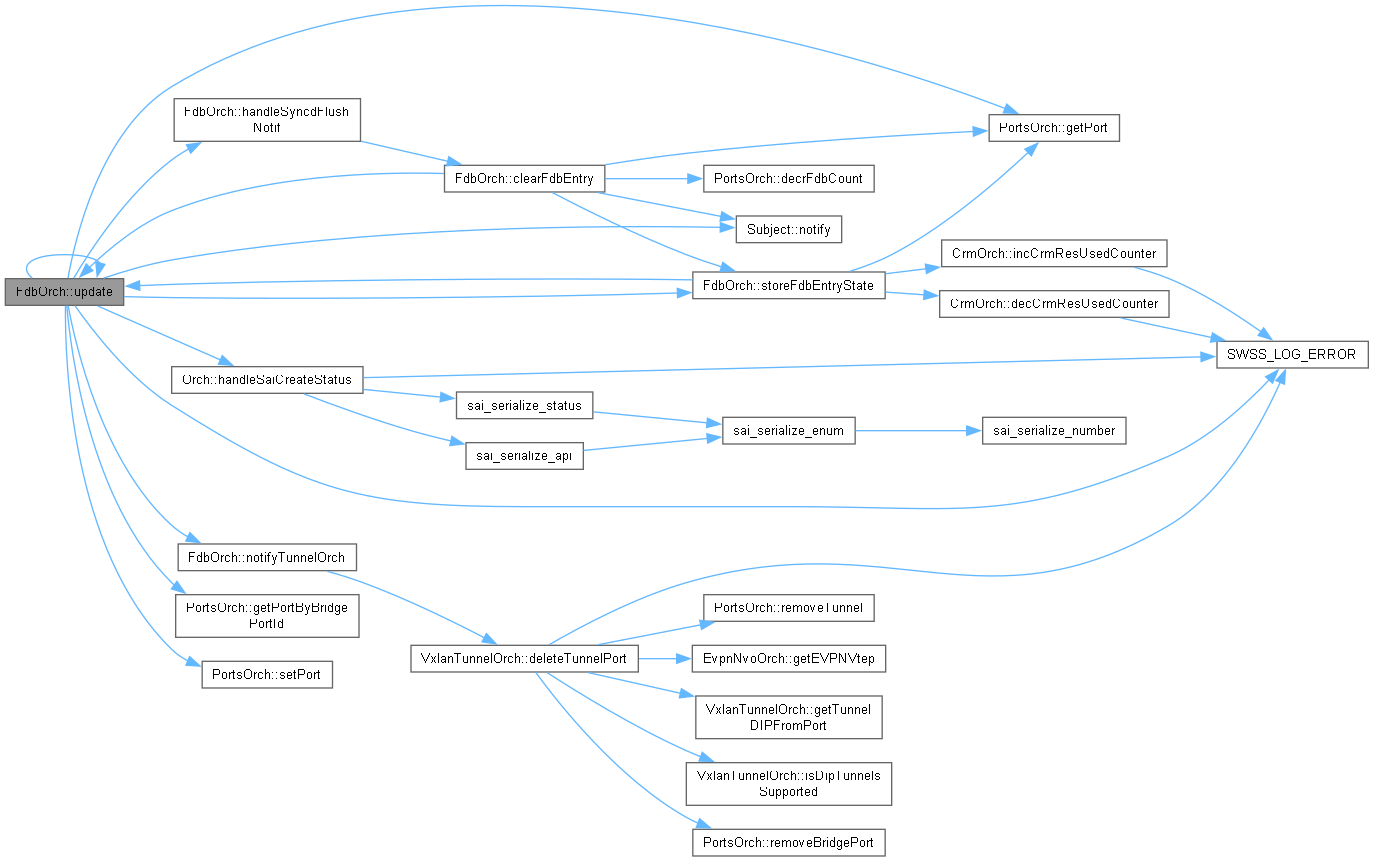 FdbOrch::handleSyncdFlush
Notif
PortsOrch::getPort
FdbOrch::clearFdbEntry
PortsOrch::decrFdbCount
Subject::notify
CrmOrch::incCrmResUsedCounter
FdbOrch::update
FdbOrch::storeFdbEntryState
CrmOrch::decCrmResUsedCounter
SWSS_LOG_ERROR
Orch::handleSaiCreateStatus
sai_serialize_status
sai_serialize_enum
sai_serialize_number
sai_serialize_api
FdbOrch::notifyTunnelOrch
PortsOrch::getPortByBridge
PortId
PortsOrch::removeTunnel
VxlanTunnelOrch::deleteTunnelPort
EvpnNvoOrch::getEVPNVtep
PortsOrch::setPort
VxlanTunnelOrch::getTunnel
DIPFromPort
VxlanTunnelOrch::isDipTunnels
Supported
PortsOrch::removeBridgePort